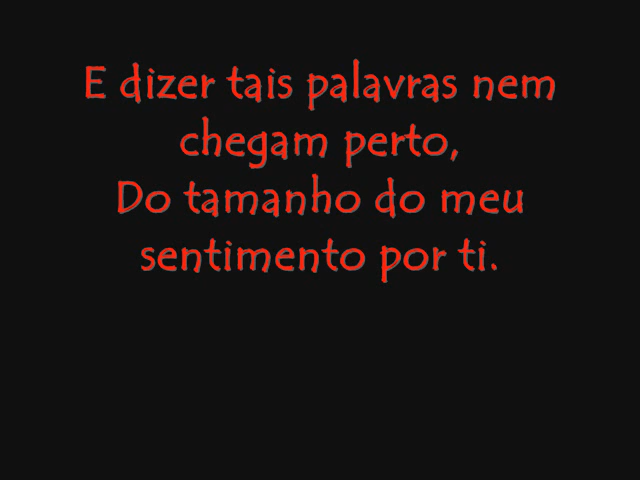 E dizer tais palavras nem
chegam perto,
Do tamanho do meu
sentimento por ti.